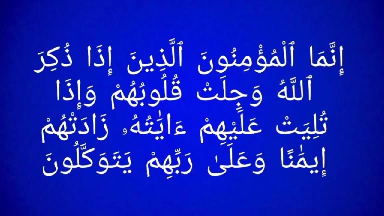 إِنَّمَا ٱلْمُؤْمِنُونَ ٱلَّذِينَ إِذَا ذُكِرَ
ٱللَّهُ وَجِلَتْ قُلُوبُهُمْ وَإِذَا
تُلِيَتْ عَلَيْهِمْ ءَايَٰتُهُۥ زَادَتْهُمْ
إِيمَٰنًا وَعَلَىٰ رَبِّهِمْ يَتَوَكَّلُونَ